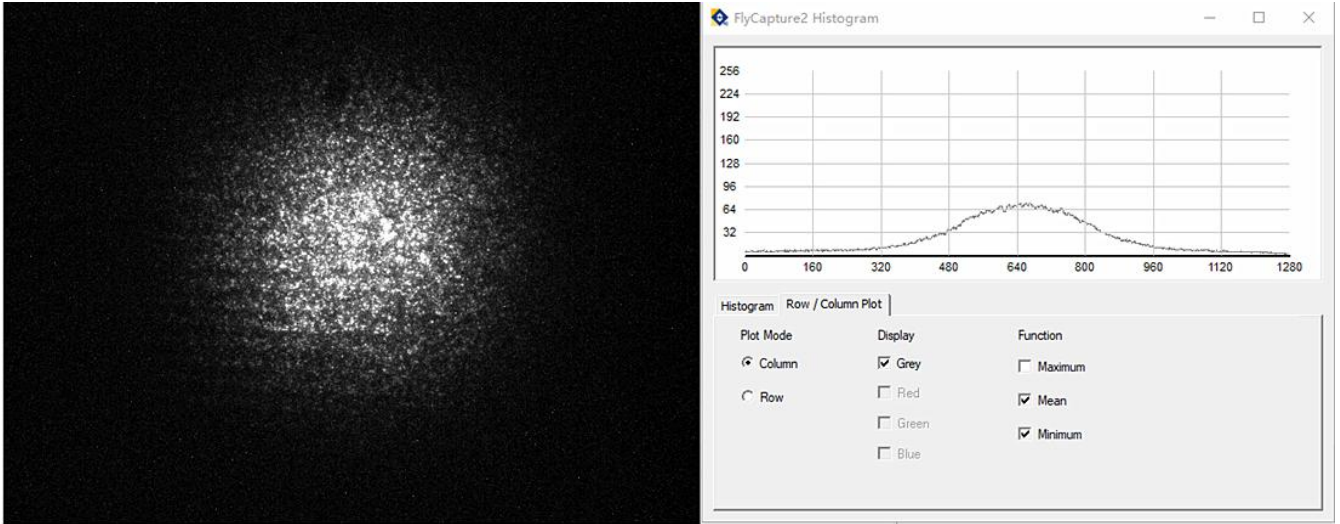 FlyCapture2 Histogram
256
224
192
160
128
96
64
32
0 160 320 480 640 800 960 1120 1280
Histogram Row / Column Plot
Plot Mode Display Function
Column Grey Maximum
Row Red Mean
Green Minimum
Blue